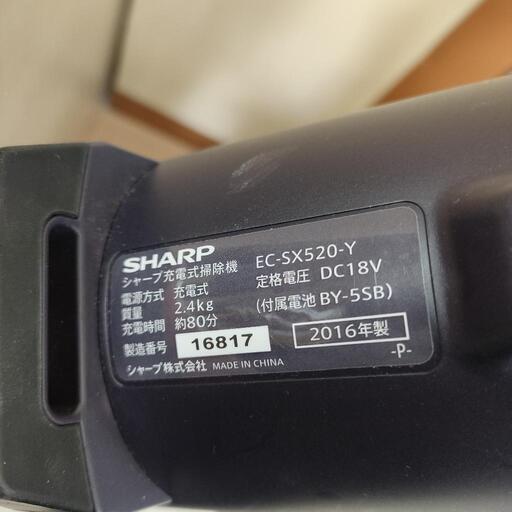 SHARP EC-SX520-Y
シャープ充電式掃除機 定格電圧 DC18V
電源方式 充電式 (付属電池 BY-5SB)
質量 2.4kg
充電時間 約80分
製造番号 16817 2016年製
シャープ株式会社 MADE IN CHINA -P-